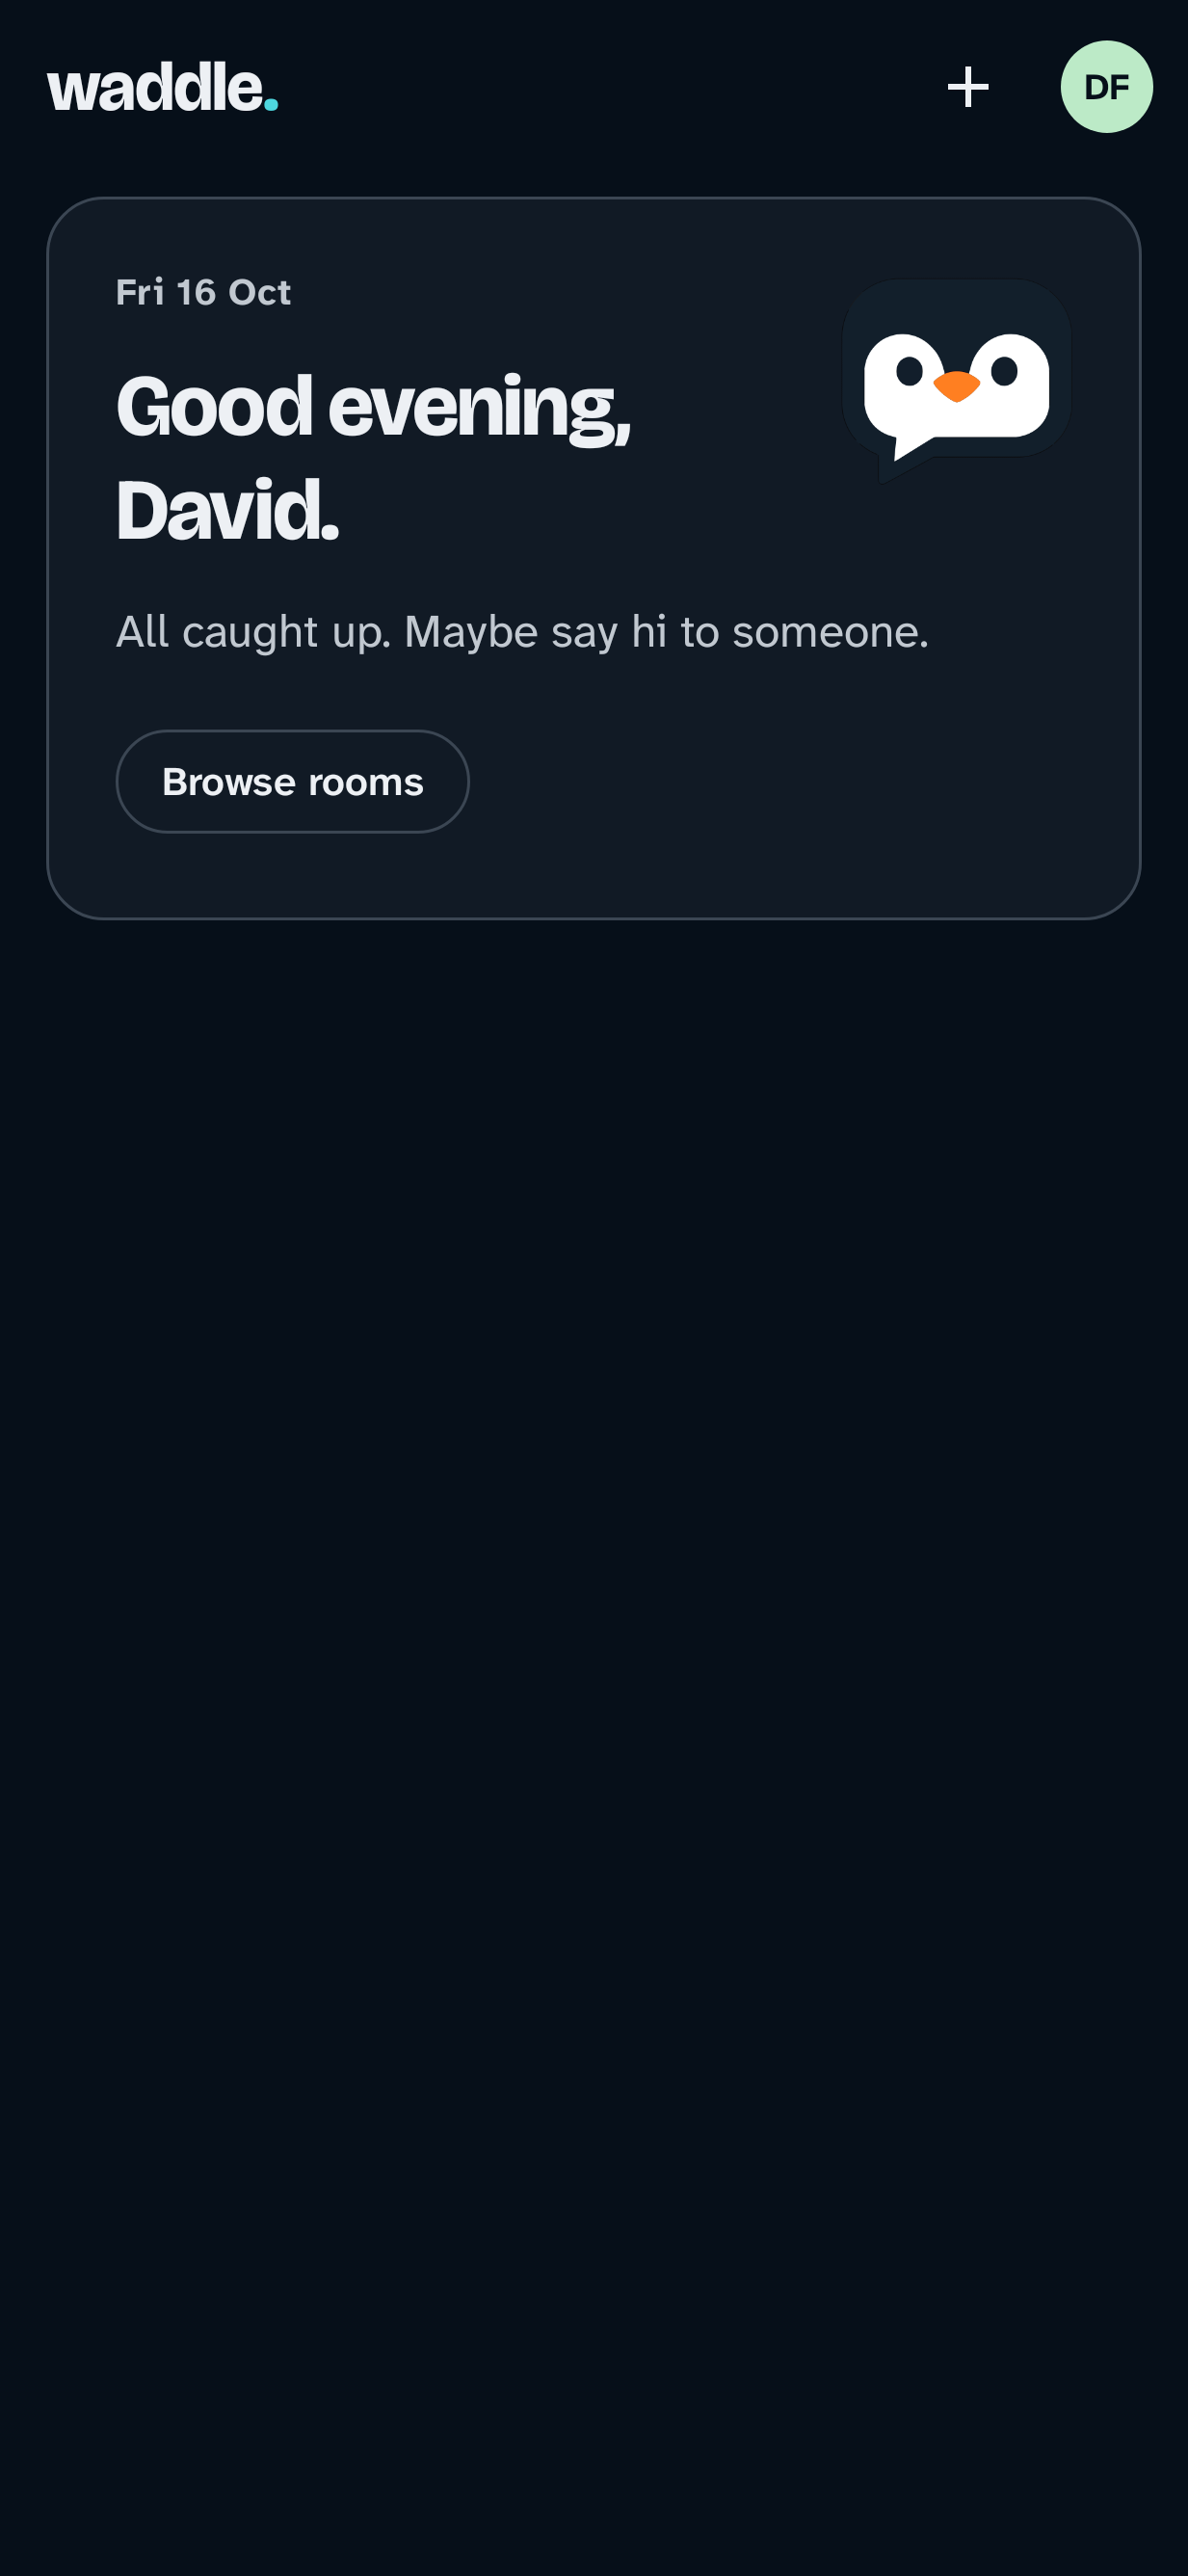 waddle.
DF
Fri 16 Oct
Good evening,
David.
All caught up. Maybe say hi to someone.
Browse rooms